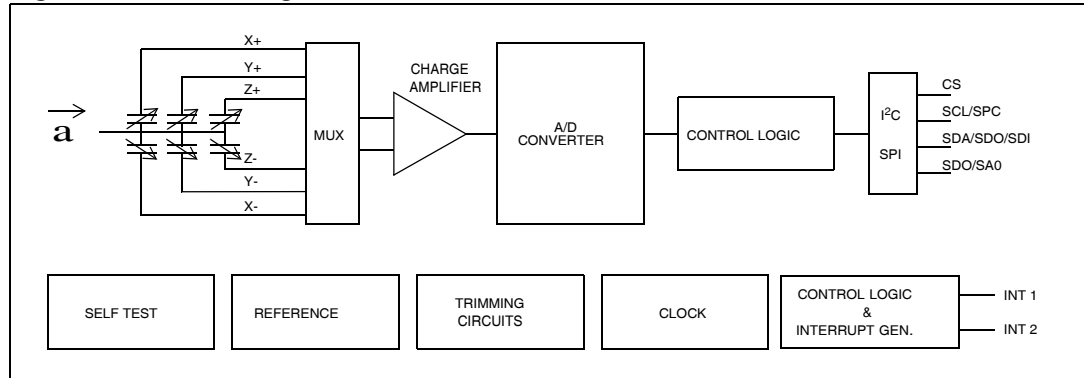 X+
Y+
Z+
a
Z-
Y-
X-
MUX
CHARGE
AMPLIFIER
A/D
CONVERTER
CONTROL LOGIC
I²C
SPI
CS
SCL/SPC
SDA/SDO/SDI
SDO/SA0
SELF TEST
REFERENCE
TRIMMING
CIRCUITS
CLOCK
CONTROL LOGIC
&
INTERRUPT GEN.
INT 1
INT 2